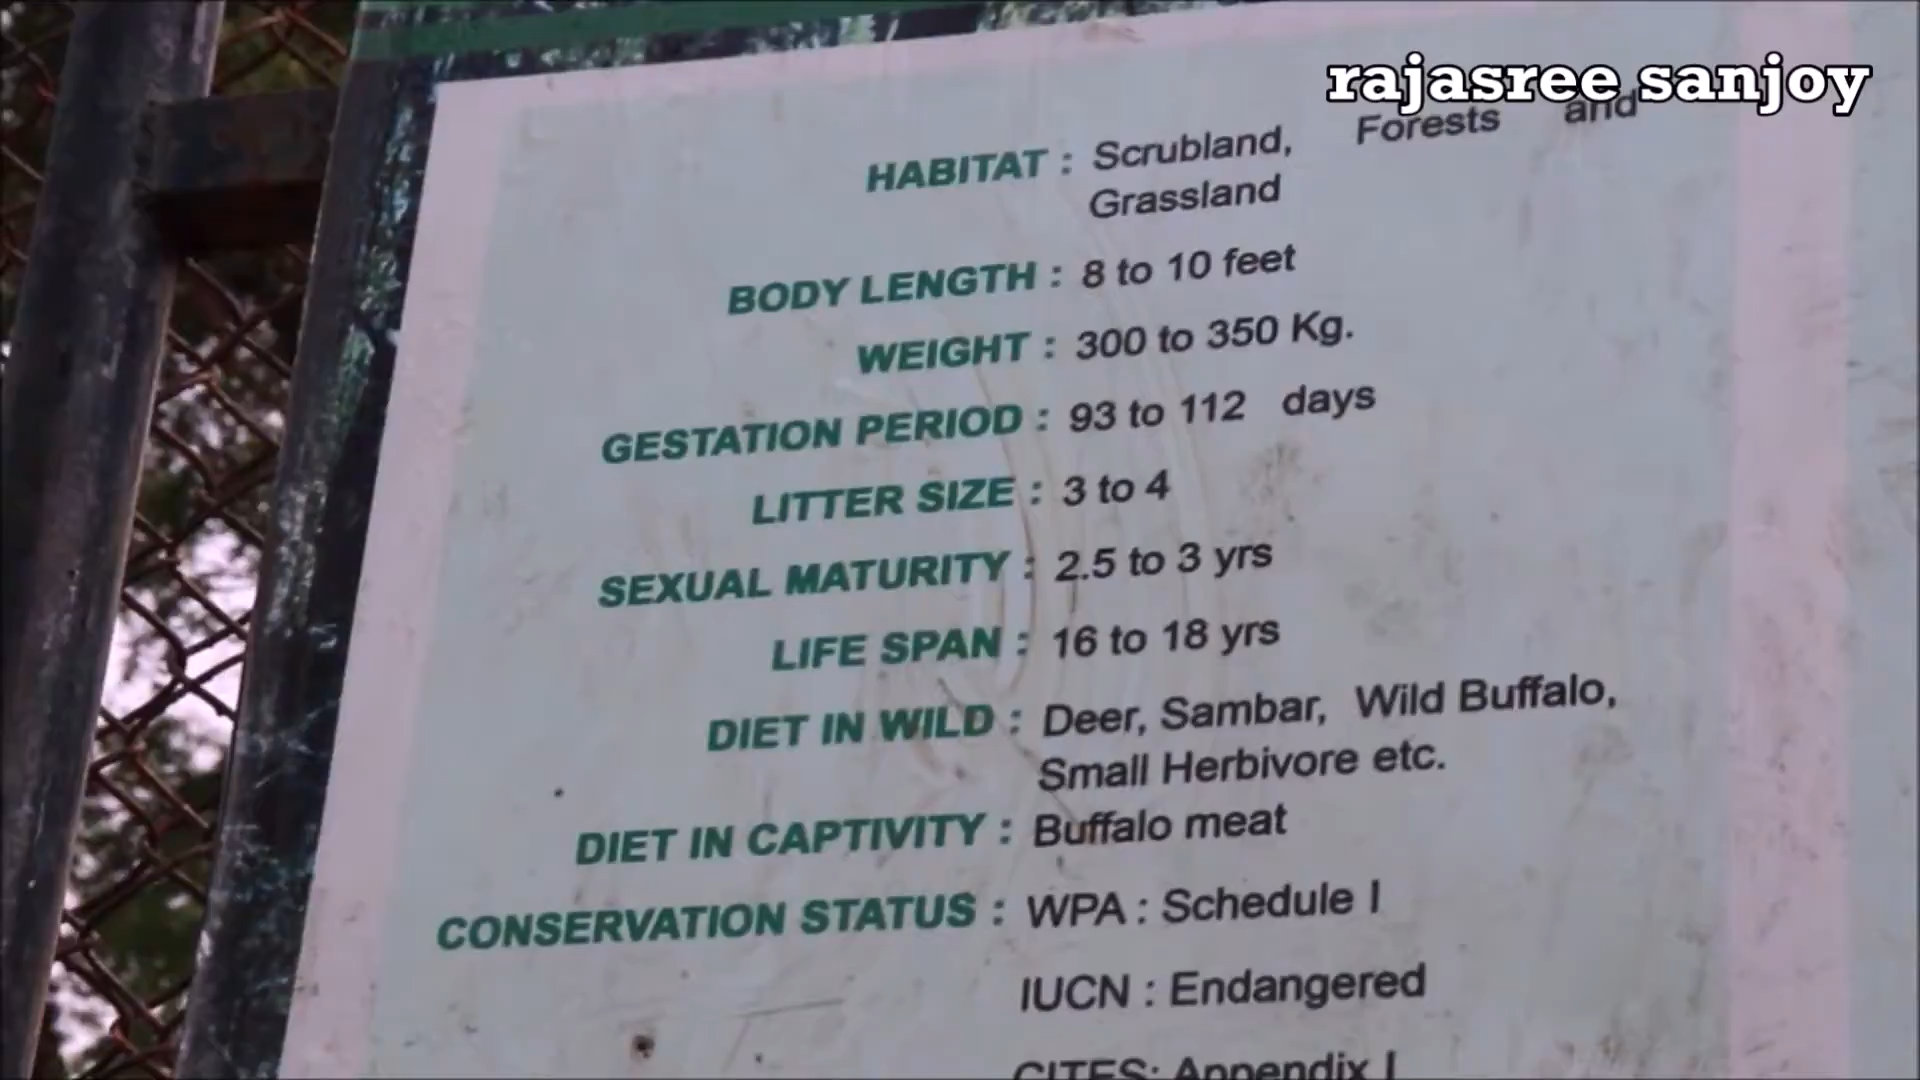 rajasree sanjoy
HABITAT : Scrubland, Forests and
Grassland
BODY LENGTH : 8 to 10 feet
WEIGHT : 300 to 350 Kg.
GESTATION PERIOD : 93 to 112 days
LITTER SIZE : 3 to 4
SEXUAL MATURITY : 2.5 to 3 yrs
LIFE SPAN : 16 to 18 yrs
DIET IN WILD : Deer, Sambar, Wild Buffalo,
Small Herbivore etc.
DIET IN CAPTIVITY : Buffalo meat
CONSERVATION STATUS : WPA : Schedule I
IUCN : Endangered
CITES: Appendix I